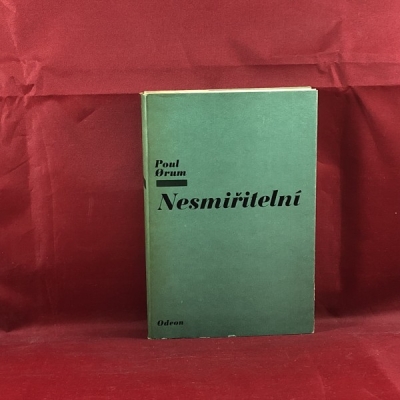 Poul
Ørum
Nesmiřitelní
Odeon